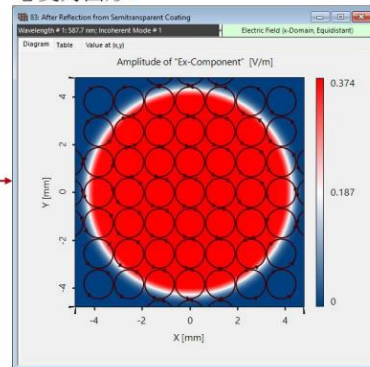 83: After Reflection from Semitransparent Coating
Wavelength # 1: 587.7 nm; Incoherent Mode # 1
Electric Field (x-Domain, Equidistant)
Diagram Table Value at (x,y)
Amplitude of "Ex-Component" [V/m]
Y [mm]
4
2
0
-2
-4
-4 -2 0 2 4
X [mm]
0.374
0.187
0